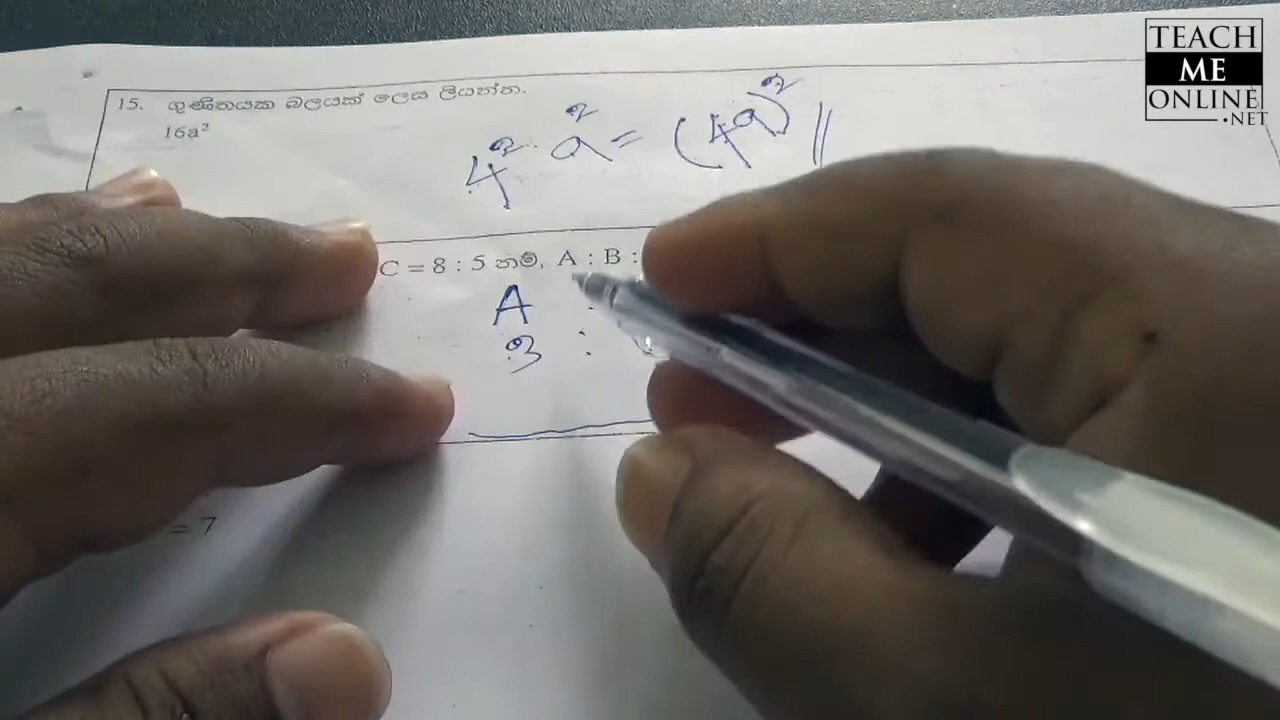 TEACH
ME
ONLINE
.NET
15. ගුණිතයක බලයක් ලෙස ලියන්න.
16a²
4² · a² = (4a)²
C = 8 : 5 නම්, A : B :
A :
3 :
= 7